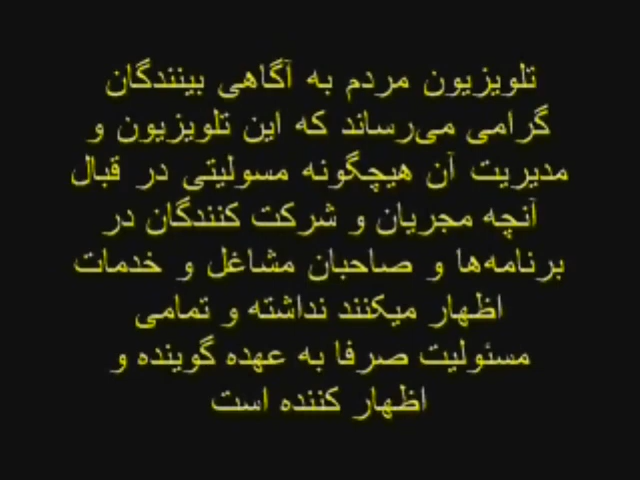 تلویزیون مردم به آگاهی بینندگان
گرامی می‌رساند که این تلویزیون و
مدیریت آن هیچگونه مسولیتی در قبال
آنچه مجریان و شرکت کنندگان در
برنامه‌ها و صاحبان مشاغل و خدمات
اظهار میکنند نداشته و تمامی
مسئولیت صرفا به عهده گوینده و
اظهار کننده است